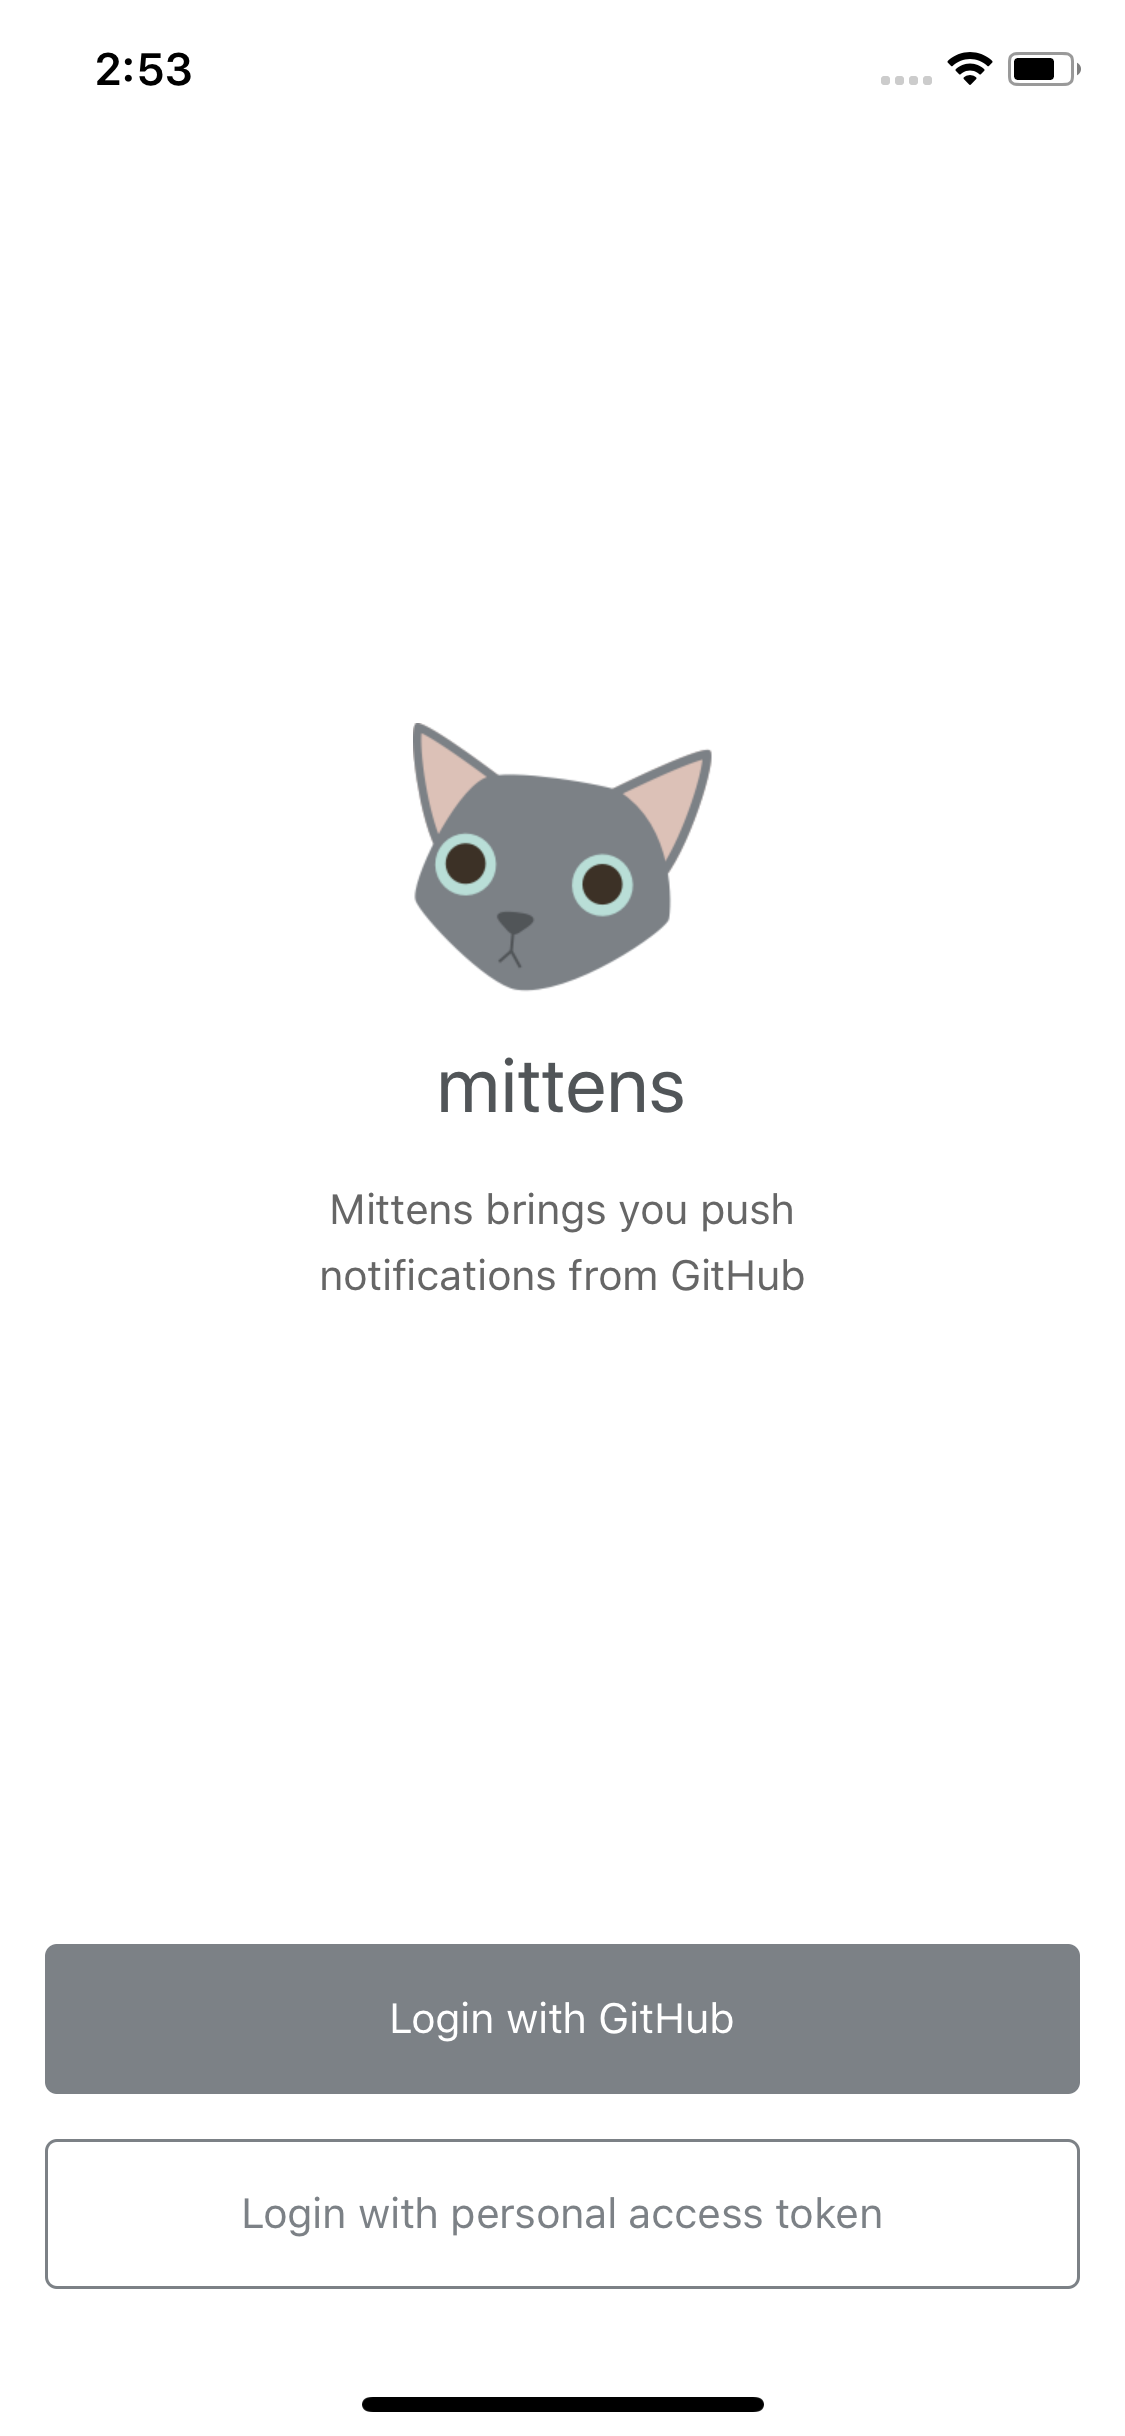 2:53
mittens
Mittens brings you push
notifications from GitHub
Login with GitHub
Login with personal access token